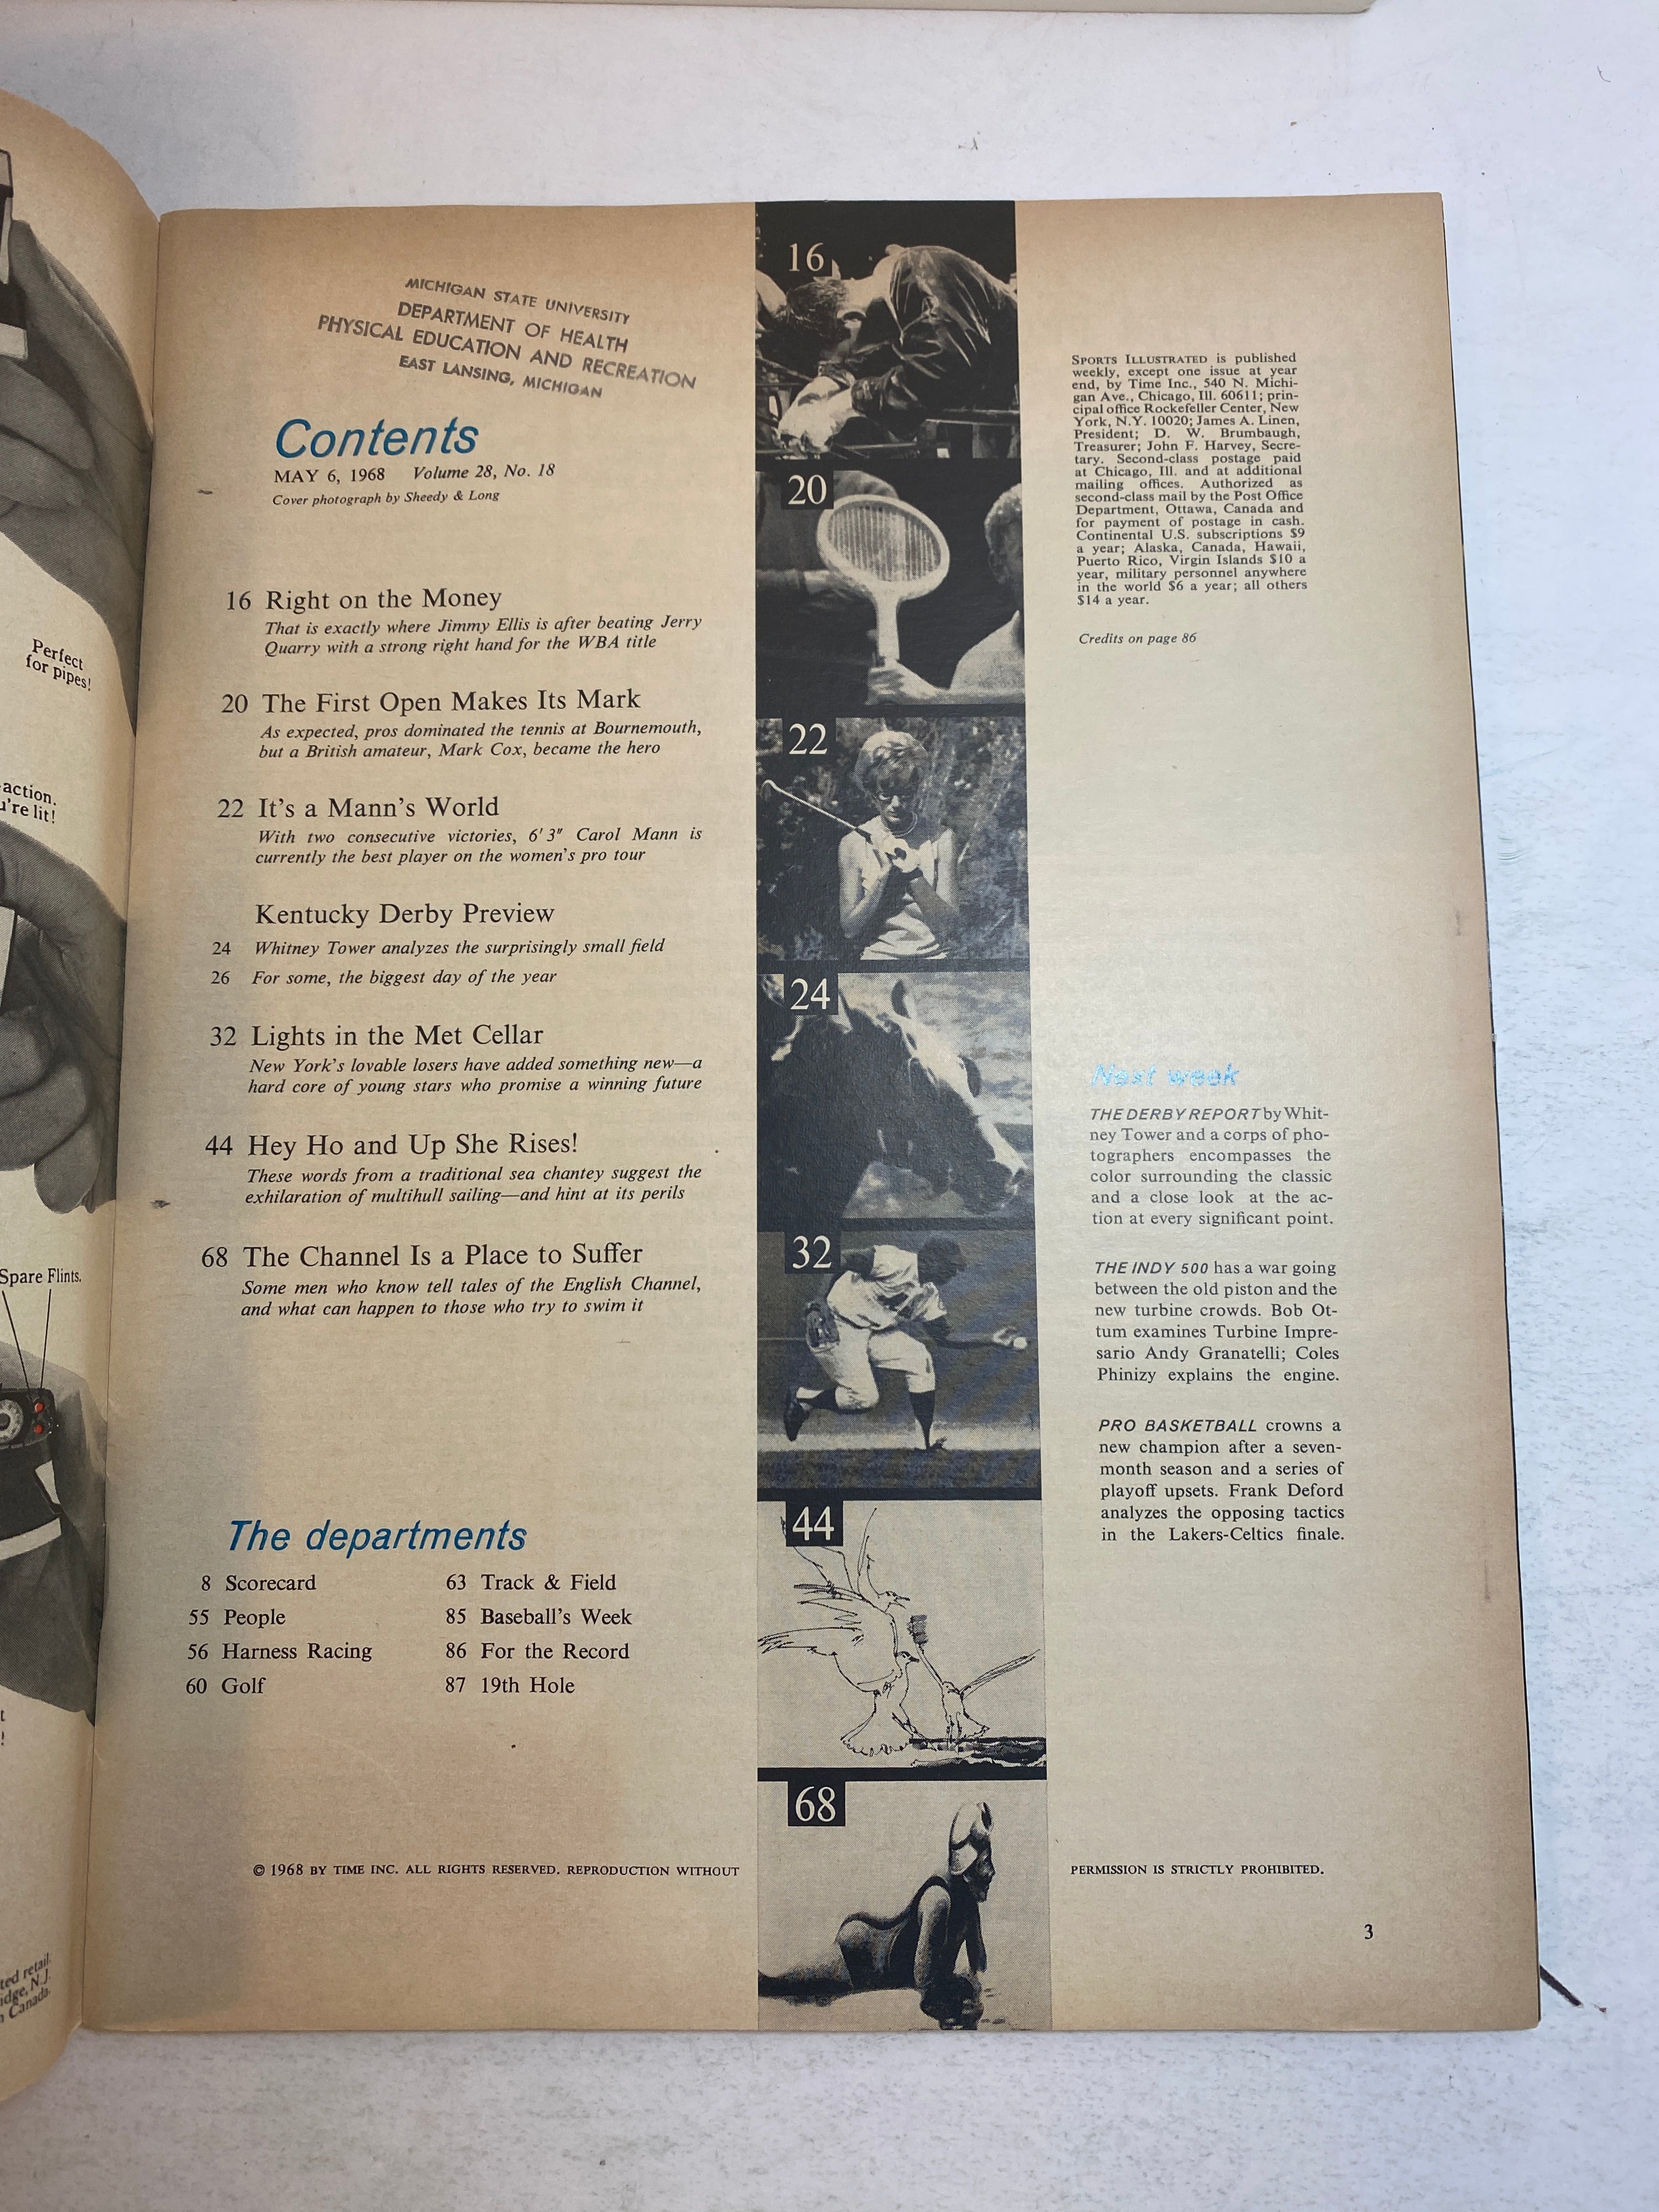 Perfect
for pipes!
action.
u're lit!
Spare Flints.
ted retail.
idge, N.J.
Canada.
MICHIGAN STATE UNIVERSITY
DEPARTMENT OF HEALTH
PHYSICAL EDUCATION AND RECREATION
EAST LANSING, MICHIGAN
Contents
MAY 6, 1968 Volume 28, No. 18
Cover photograph by Sheedy & Long
16 Right on the Money
That is exactly where Jimmy Ellis is after beating Jerry
Quarry with a strong right hand for the WBA title
20 The First Open Makes Its Mark
As expected, pros dominated the tennis at Bournemouth,
but a British amateur, Mark Cox, became the hero
22 It's a Mann's World
With two consecutive victories, 6' 3" Carol Mann is
currently the best player on the women's pro tour
Kentucky Derby Preview
24 Whitney Tower analyzes the surprisingly small field
26 For some, the biggest day of the year
32 Lights in the Met Cellar
New York's lovable losers have added something new—a
hard core of young stars who promise a winning future
44 Hey Ho and Up She Rises!
These words from a traditional sea chantey suggest the
exhilaration of multihull sailing—and hint at its perils
68 The Channel Is a Place to Suffer
Some men who know tell tales of the English Channel,
and what can happen to those who try to swim it
The departments
8 Scorecard
55 People
56 Harness Racing
60 Golf
63 Track & Field
85 Baseball's Week
86 For the Record
87 19th Hole
16
20
22
24
32
44
68
SPORTS ILLUSTRATED is published
weekly, except one issue at year
end, by Time Inc., 540 N. Michi-
gan Ave., Chicago, Ill. 60611; prin-
cipal office Rockefeller Center, New
York, N.Y. 10020; James A. Linen,
President; D. W. Brumbaugh,
Treasurer; John F. Harvey, Secre-
tary. Second-class postage paid
at Chicago, Ill. and at additional
mailing offices. Authorized as
second-class mail by the Post Office
Department, Ottawa, Canada and
for payment of postage in cash.
Continental U.S. subscriptions $9
a year; Alaska, Canada, Hawaii,
Puerto Rico, Virgin Islands $10 a
year, military personnel anywhere
in the world $6 a year; all others
$14 a year.
Credits on page 86
Next week
THE DERBY REPORT by Whit-
ney Tower and a corps of pho-
tographers encompasses the
color surrounding the classic
and a close look at the ac-
tion at every significant point.
THE INDY 500 has a war going
between the old piston and the
new turbine crowds. Bob Ot-
tum examines Turbine Impre-
sario Andy Granatelli; Coles
Phinizy explains the engine.
PRO BASKETBALL crowns a
new champion after a seven-
month season and a series of
playoff upsets. Frank Deford
analyzes the opposing tactics
in the Lakers-Celtics finale.
© 1968 BY TIME INC. ALL RIGHTS RESERVED. REPRODUCTION WITHOUT PERMISSION IS STRICTLY PROHIBITED.
3